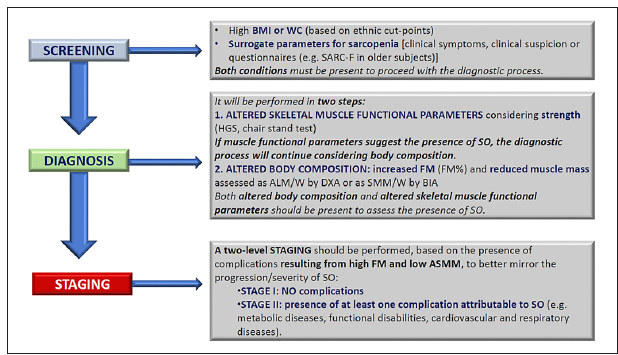 SCREENING
• High BMI or WC (based on ethnic cut-points)
• Surrogate parameters for sarcopenia [clinical symptoms, clinical suspicion or
questionnaires (e.g. SARC-F in older subjects)]
Both conditions must be present to proceed with the diagnostic process.
DIAGNOSIS
It will be performed in two steps:
1. ALTERED SKELETAL MUSCLE FUNCTIONAL PARAMETERS considering strength
(HGS, chair stand test)
If muscle functional parameters suggest the presence of SO, the diagnostic
process will continue considering body composition.
2. ALTERED BODY COMPOSITION: increased FM (FM%) and reduced muscle mass
assessed as ALM/W by DXA or as SMM/W by BIA
Both altered body composition and altered skeletal muscle functional
parameters should be present to assess the presence of SO.
STAGING
A two-level STAGING should be performed, based on the presence of
complications resulting from high FM and low ASMM, to better mirror the
progression/severity of SO:
•STAGE I: NO complications
•STAGE II: presence of at least one complication attributable to SO (e.g.
metabolic diseases, functional disabilities, cardiovascular and respiratory
diseases).